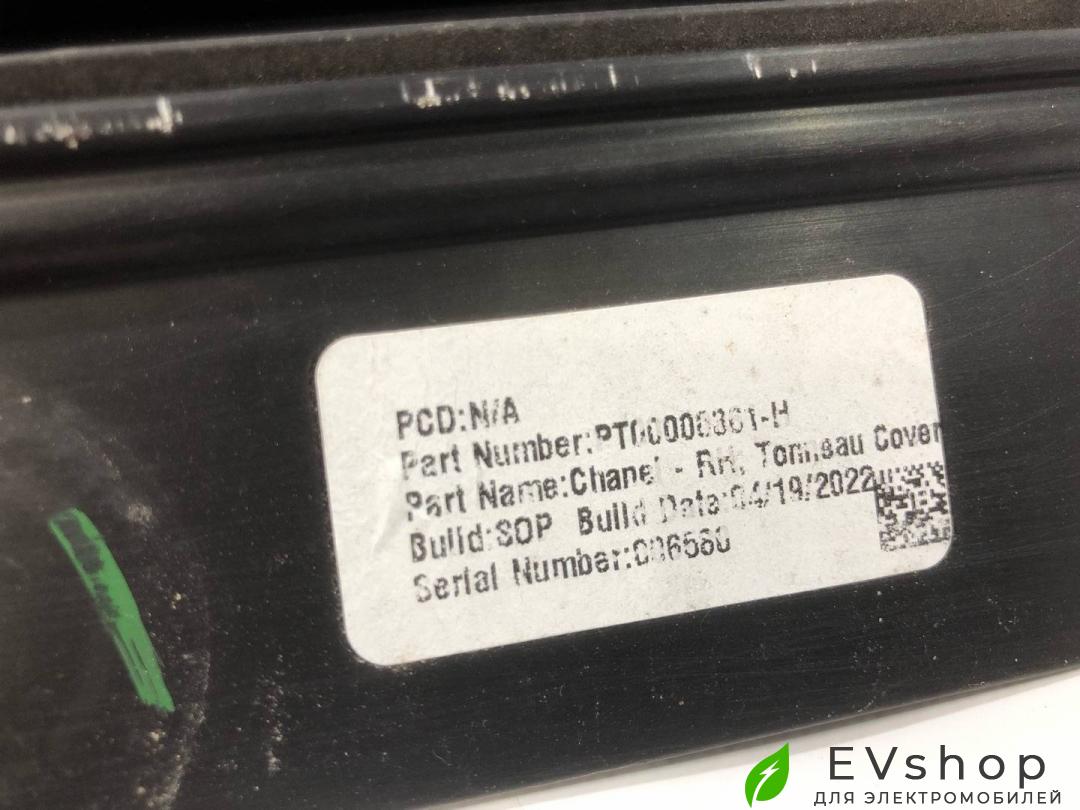 PCD:N/A
Part Number:PT00006361-H
Part Name:Chanel - RH, Tonneau Cover
Build:SOP Build Date:04/19/2022
Serial Number:
EVshop
ДЛЯ ЭЛЕКТРОМОБИЛЕЙ